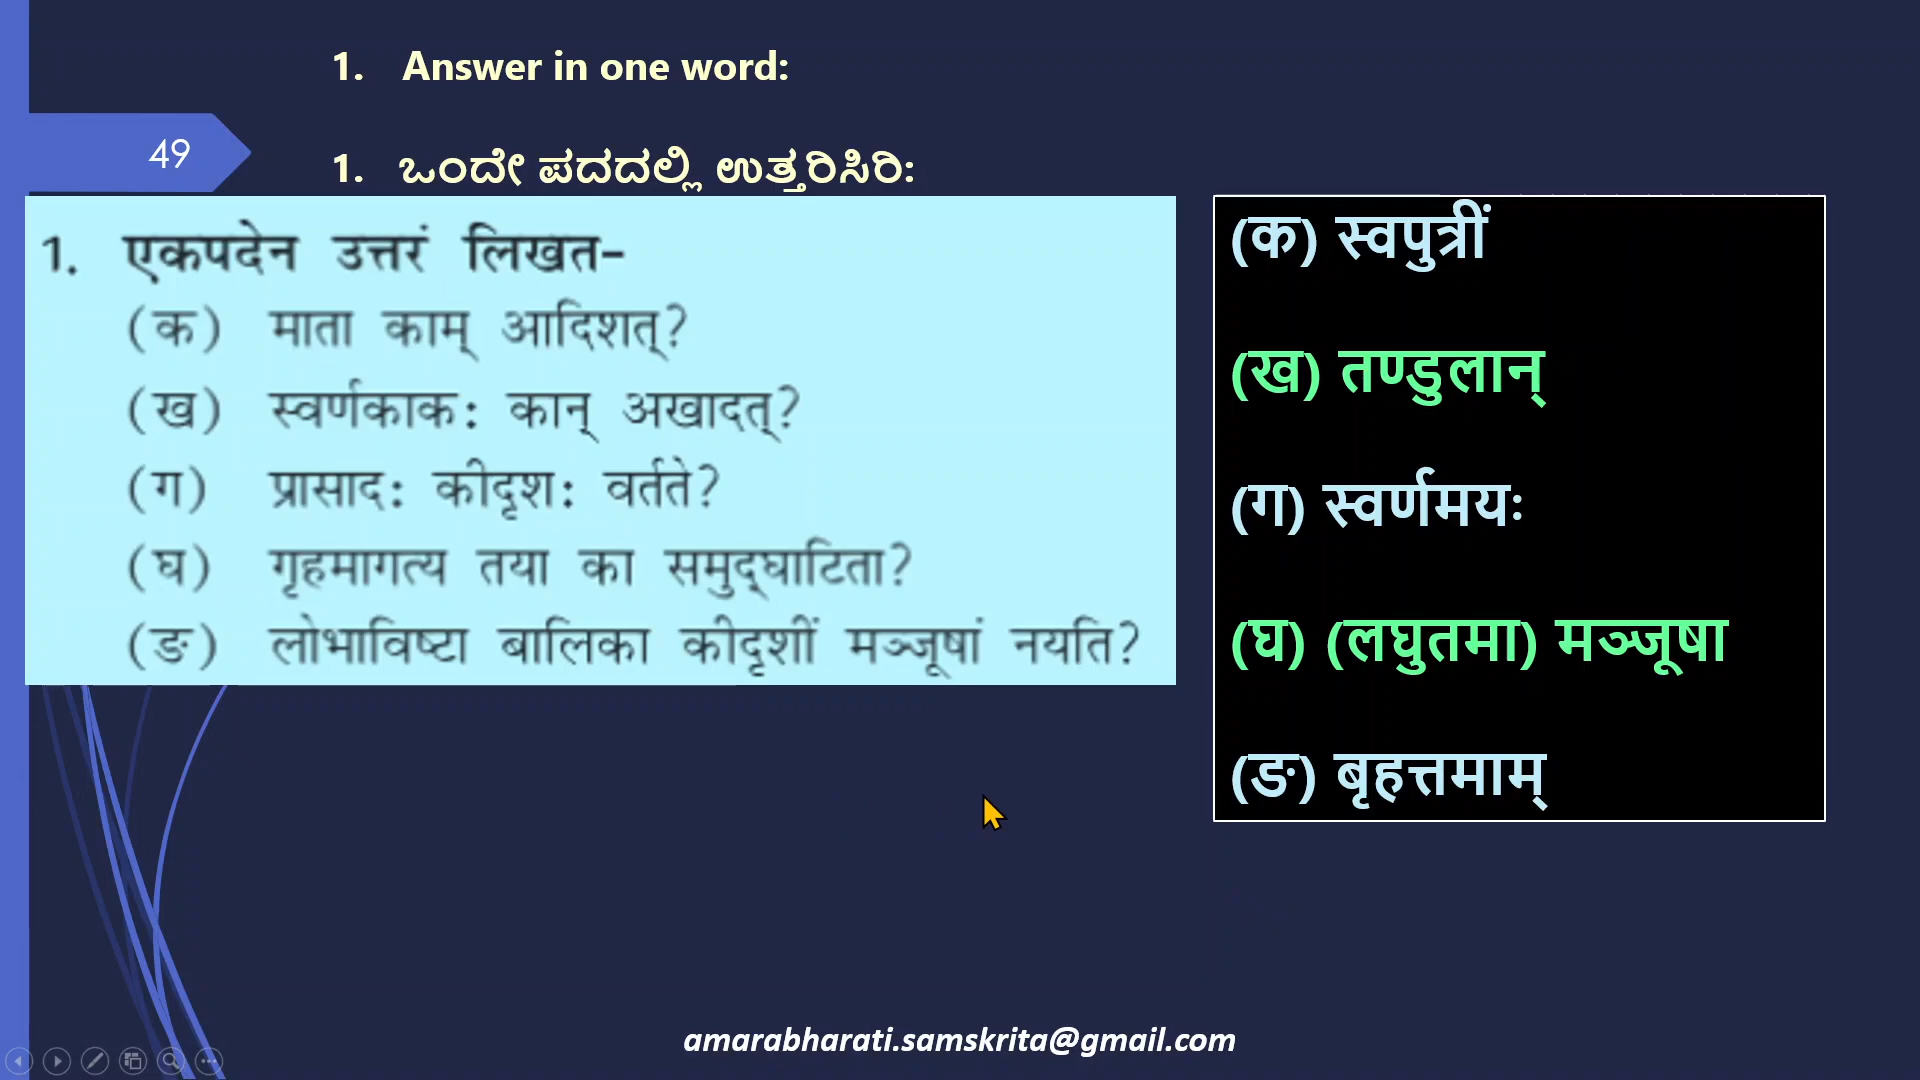 1. Answer in one word:
49
1. ಒಂದೇ ಪದದಲ್ಲಿ ಉತ್ತರಿಸಿರಿ:
1. एकपदेन उत्तरं लिखत-
(क) माता काम् आदिशत्?
(ख) स्वर्णकाकः कान् अखादत्?
(ग) प्रासादः कीदृशः वर्तते?
(घ) गृहमागत्य तया का समुद्घाटिता?
(ङ) लोभाविष्टा बालिका कीदृशीं मञ्जूषां नयति?
(क) स्वपुत्रीं
(ख) तण्डुलान्
(ग) स्वर्णमयः
(घ) (लघुतमा) मञ्जूषा
(ङ) बृहत्तमाम्
amarabharati.samskrita@gmail.com